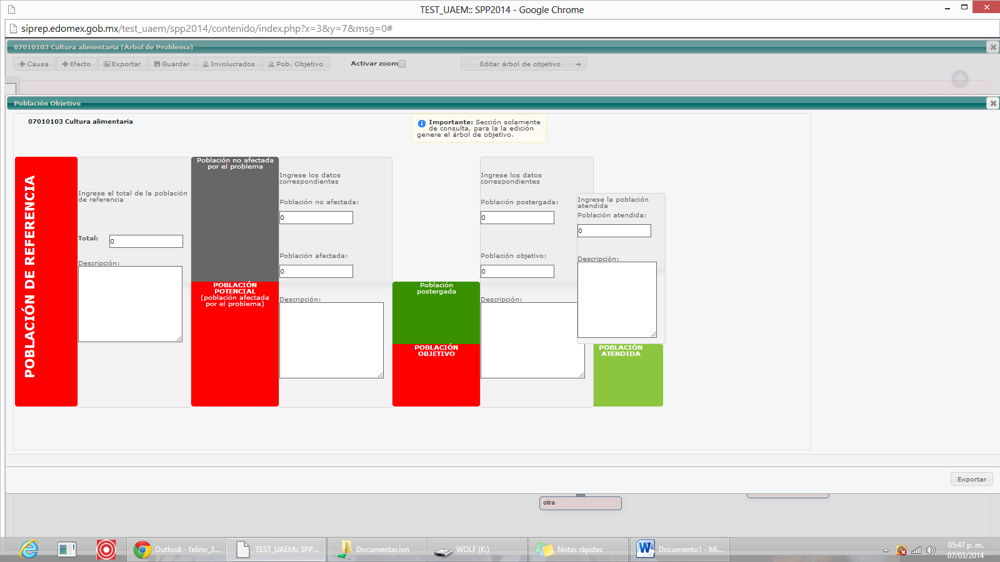 TEST_UAEM:: SPP2014 - Google Chrome
siprep.edomex.gob.mx/test_uaem/spp2014/contenido/index.php?x=3&y=7&msg=0#
07010103 Cultura alimentaria (Árbol de Problema)
Causa
Efecto
Exportar
Guardar
Involucrados
Pob. Objetivo
Activar zoom
Editar árbol de objetivo
Población Objetivo
07010103 Cultura alimentaria
Importante: Sección solamente
de consulta, para la la edición
genere el árbol de objetivo.
POBLACIÓN DE REFERENCIA
Ingrese el total de la población
de referencia
Total:
0
Descripción:
Población no afectada
por el problema
POBLACIÓN
POTENCIAL
(población afectada
por el problema)
Ingrese los datos
correspondientes
Población no afectada:
0
Población afectada:
0
Descripción:
Población
postergada
POBLACIÓN
OBJETIVO
Ingrese los datos
correspondientes
Población postergada:
0
Población objetivo:
0
Descripción:
Ingrese la población
atendida
Población atendida:
0
Descripción:
POBLACIÓN
ATENDIDA
Exportar
otra
Outlook - felino_3...
TEST_UAEM:: SPP...
Documentacion
WOLF (K:)
Notas rápidas
Documento1 - Mi...
05:47 p. m.
07/03/2014